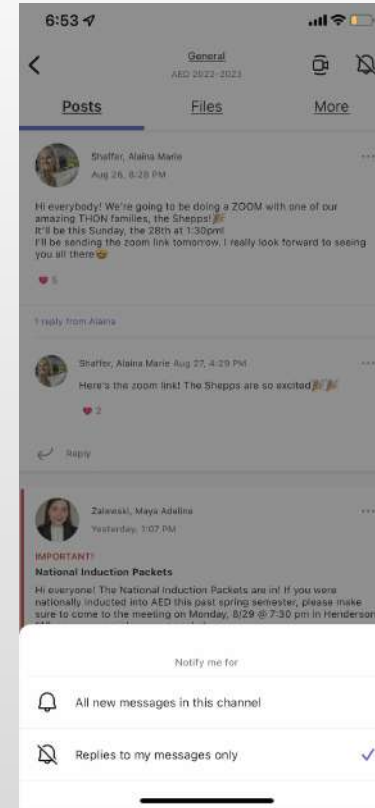 6:53
General
AED 2022-2023
Posts Files More
Shaffer, Alaina Marie
Aug 26, 8:28 PM
Hi everybody! We're going to be doing a ZOOM with one of our
amazing THON families, the Shepps!🎉
It'll be this Sunday, the 28th at 1:30pm!
I'll be sending the zoom link tomorrow. I really look forward to seeing
you all there🤠
5
1 reply from Alaina
Shaffer, Alaina Marie Aug 27, 4:29 PM
Here's the zoom link! The Shepps are so excited🎉🎉
2
Reply
Zalewski, Maya Adeline
Yesterday, 1:07 PM
IMPORTANT!
National Induction Packets
Hi everyone! The National Induction Packets are in! If you were
nationally inducted into AED this past spring semester, please make
sure to come to the meeting on Monday, 8/29 @ 7:30 pm in Henderson
Notify me for
All new messages in this channel
Replies to my messages only